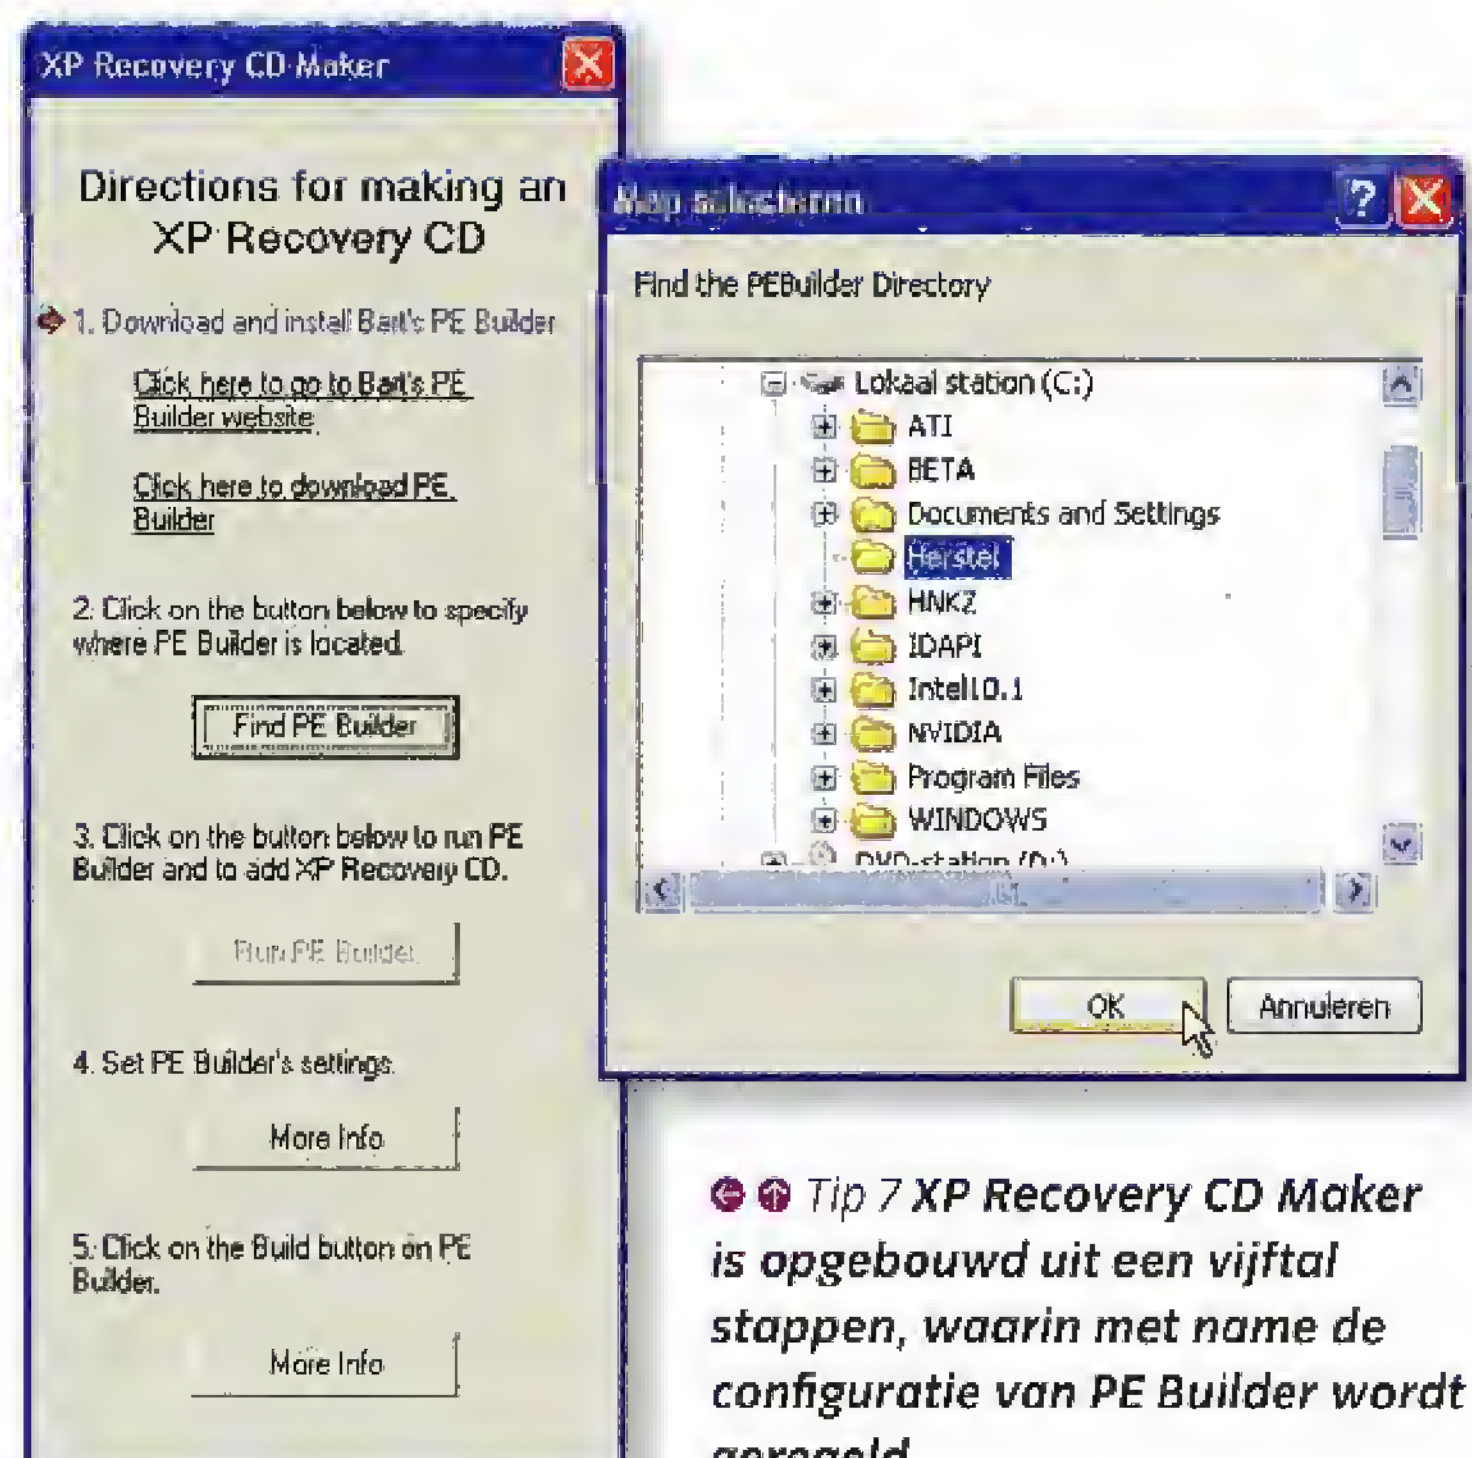 XP Recovery CD Maker
Directions for making an
XP Recovery CD
1. Download and install Bart's PE Builder
Click here to go to Bart's PE
Builder website
Click here to download PE
Builder
2. Click on the button below to specify
where PE Builder is located.
Find PE Builder
3. Click on the button below to run PE
Builder and to add XP Recovery CD.
Run PE Builder
4. Set PE Builder's settings.
More Info
5. Click on the Build button on PE
Builder.
More Info
Map selecteren
Find the PEBuilder Directory
Lokaal station (C:)
ATI
BETA
Documents and Settings
Herstel
HNKZ
IDAPI
Intel10.1
NVIDIA
Program Files
WINDOWS
DVD-station (D:)
OK
Annuleren
Tip 7 XP Recovery CD Maker
is opgebouwd uit een vijftal
stappen, waarin met name de
configuratie van PE Builder wordt
geregeld